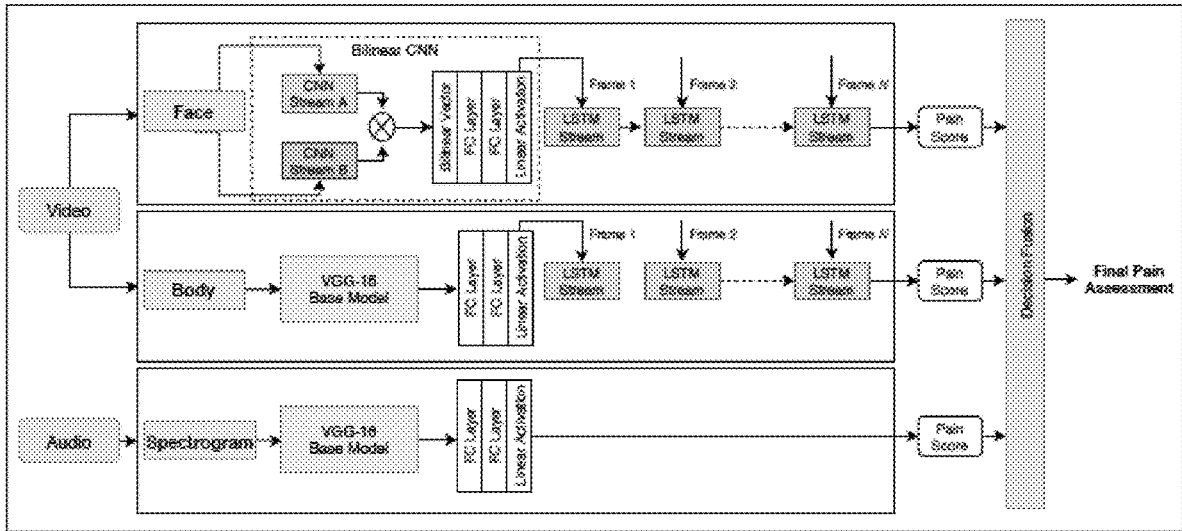 Bilinear CNN
CNN
Stream A
Face
CNN
Stream B
Bilinear Vector
FC Layer
FC Layer
Linear Activation
Frame 1
Frame 2
Frame N
LSTM
Stream
LSTM
Stream
LSTM
Stream
Pain
Score
Video
Body
VGG-16
Base Model
FC Layer
FC Layer
Linear Activation
Frame 1
Frame 2
Frame N
LSTM
Stream
LSTM
Stream
LSTM
Stream
Pain
Score
Decision Fusion
Final Pain
Assessment
Audio
Spectrogram
VGG-16
Base Model
FC Layer
FC Layer
Linear Activation
Pain
Score